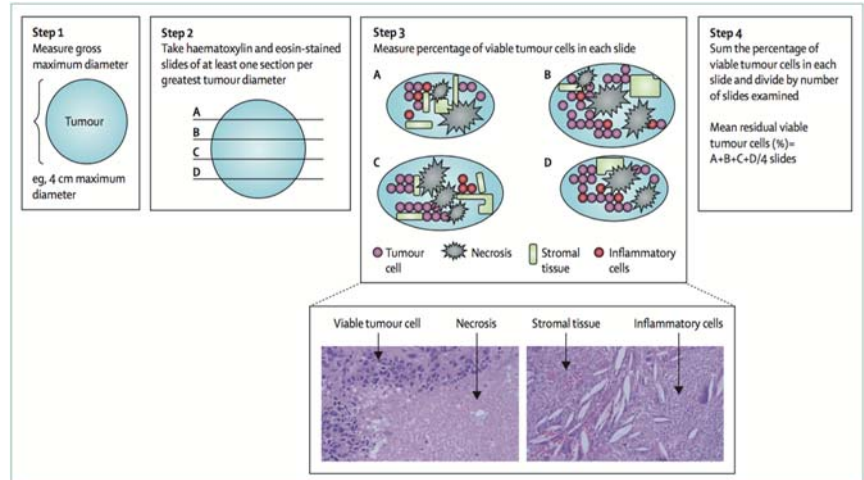 Step 1
Measure gross
maximum diameter
Tumour
eg, 4 cm maximum
diameter
Step 2
Take haematoxylin and eosin-stained
slides of at least one section per
greatest tumour diameter
A
B
C
D
Step 3
Measure percentage of viable tumour cells in each slide
A
B
C
D
Tumour
cell
Necrosis
Stromal
tissue
Inflammatory
cells
Step 4
Sum the percentage of
viable tumour cells in each
slide and divide by number
of slides examined
Mean residual viable
tumour cells (%)=
A+B+C+D/4 slides
Viable tumour cell
Necrosis
Stromal tissue
Inflammatory cells